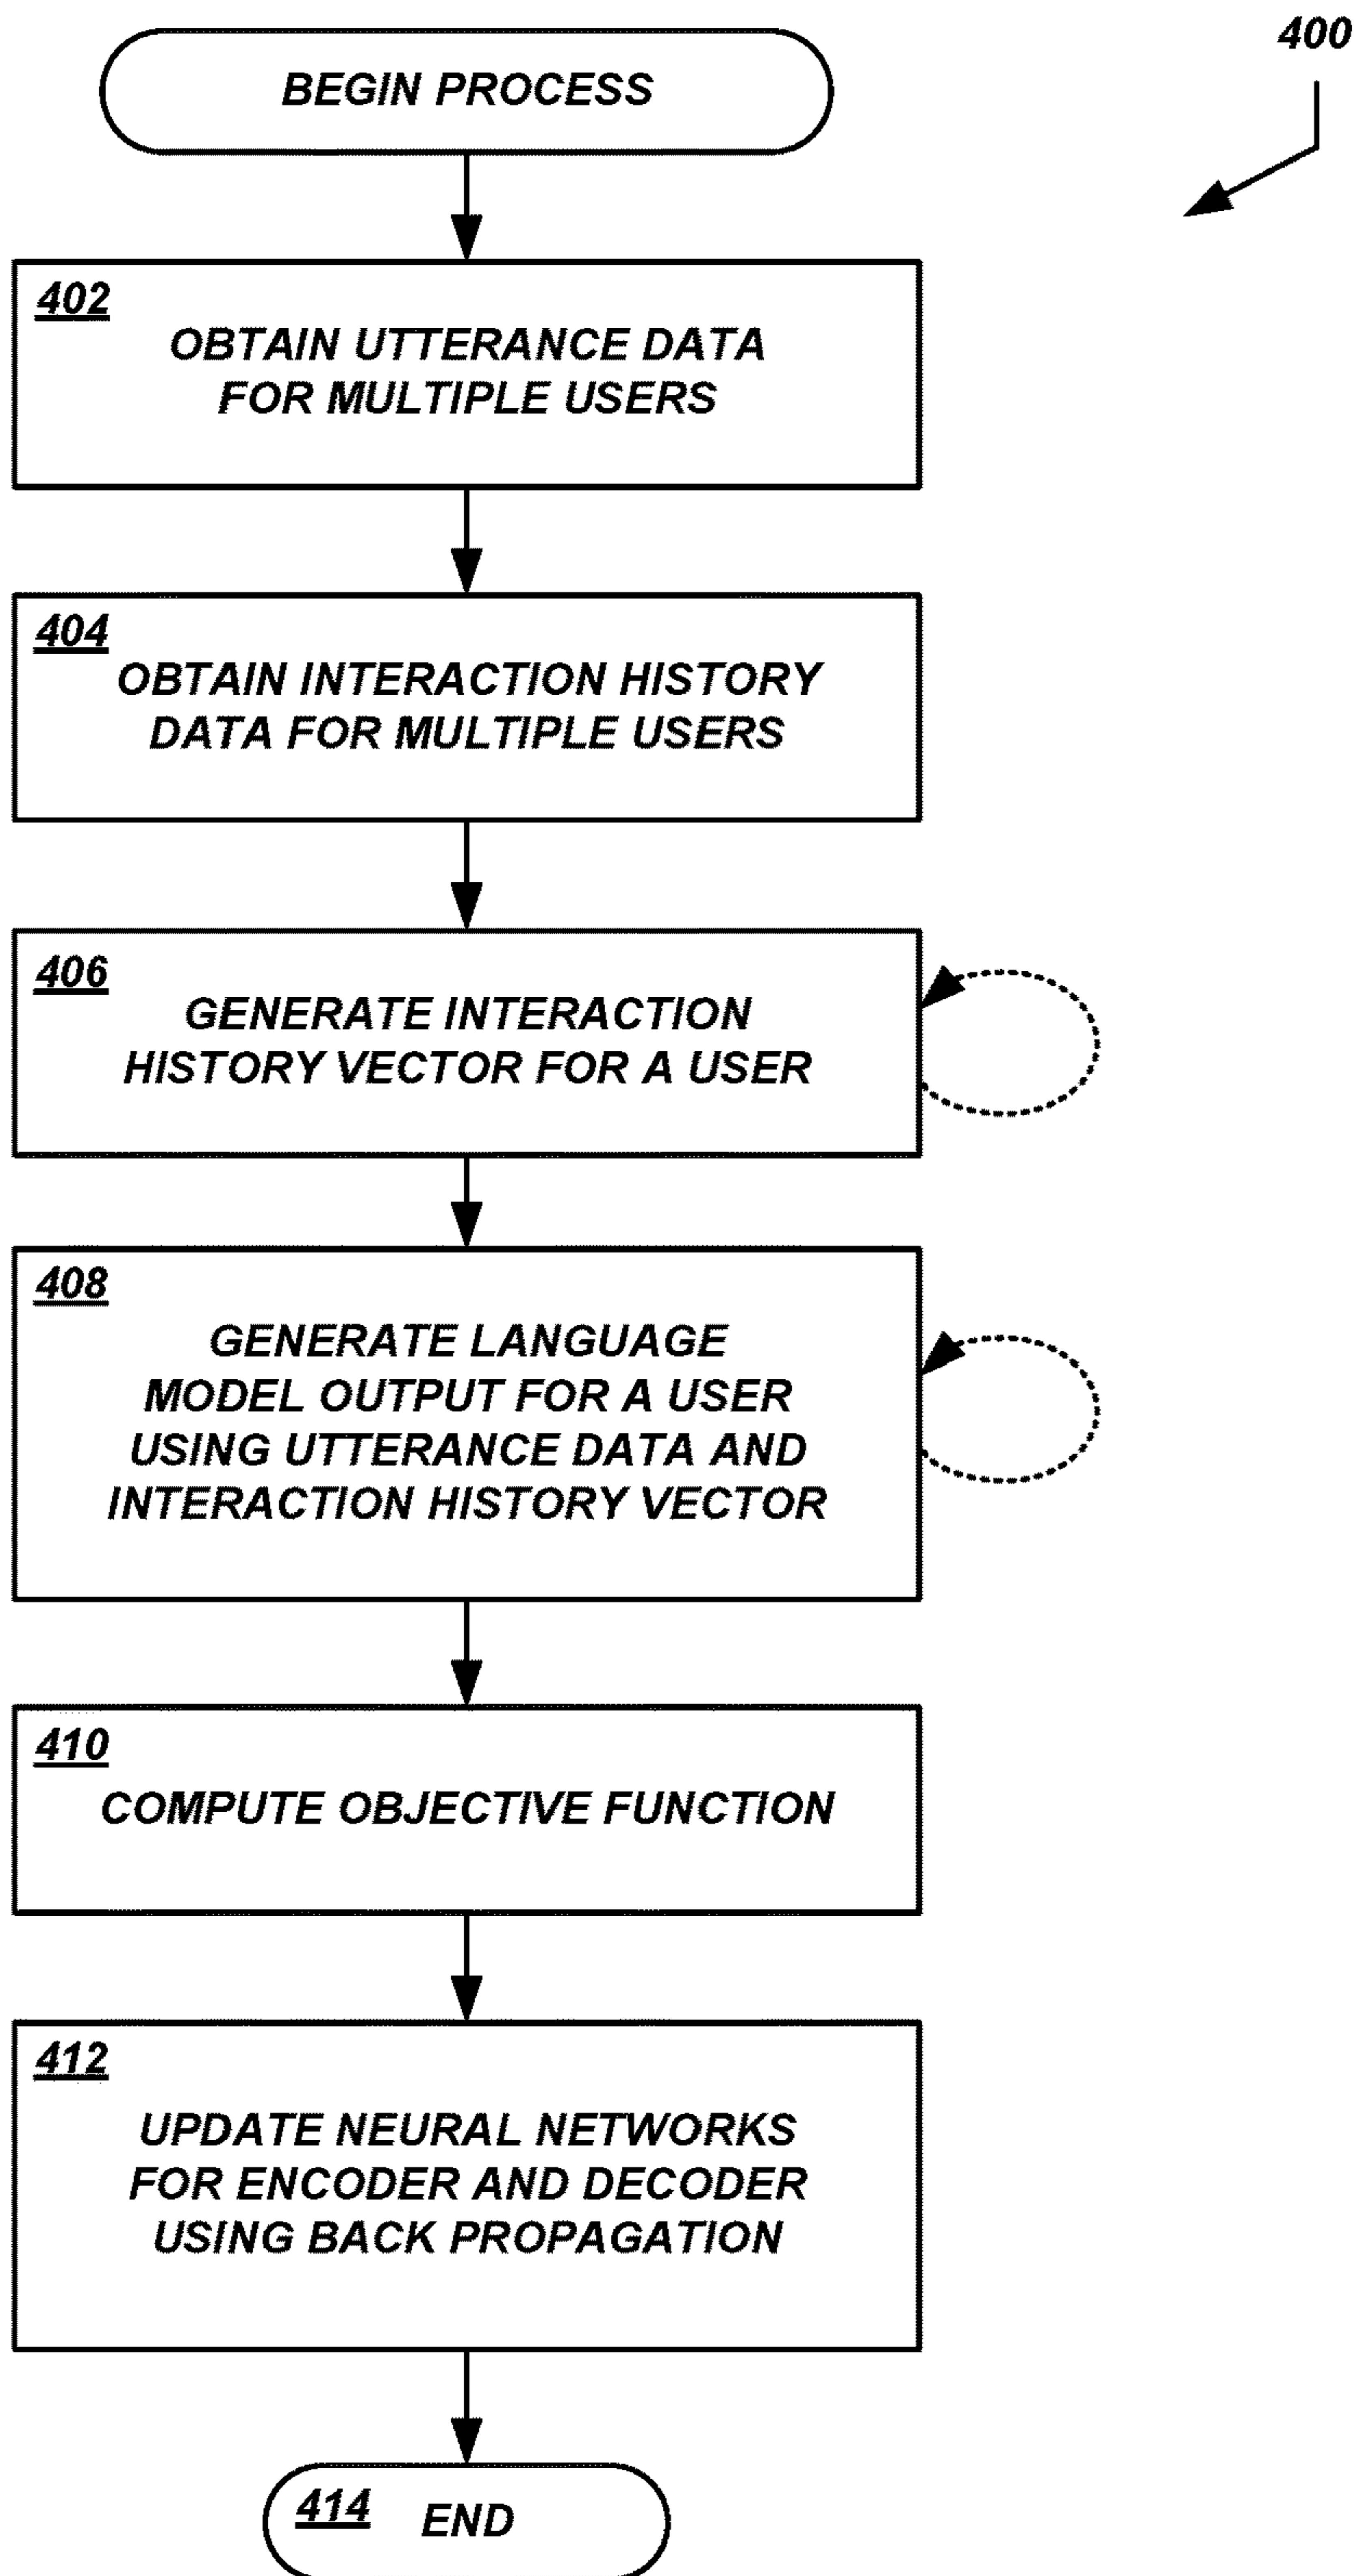 400
BEGIN PROCESS
402
OBTAIN UTTERANCE DATA
FOR MULTIPLE USERS
404
OBTAIN INTERACTION HISTORY
DATA FOR MULTIPLE USERS
406
GENERATE INTERACTION
HISTORY VECTOR FOR A USER
408
GENERATE LANGUAGE
MODEL OUTPUT FOR A USER
USING UTTERANCE DATA AND
INTERACTION HISTORY VECTOR
410
COMPUTE OBJECTIVE FUNCTION
412
UPDATE NEURAL NETWORKS
FOR ENCODER AND DECODER
USING BACK PROPAGATION
414
END